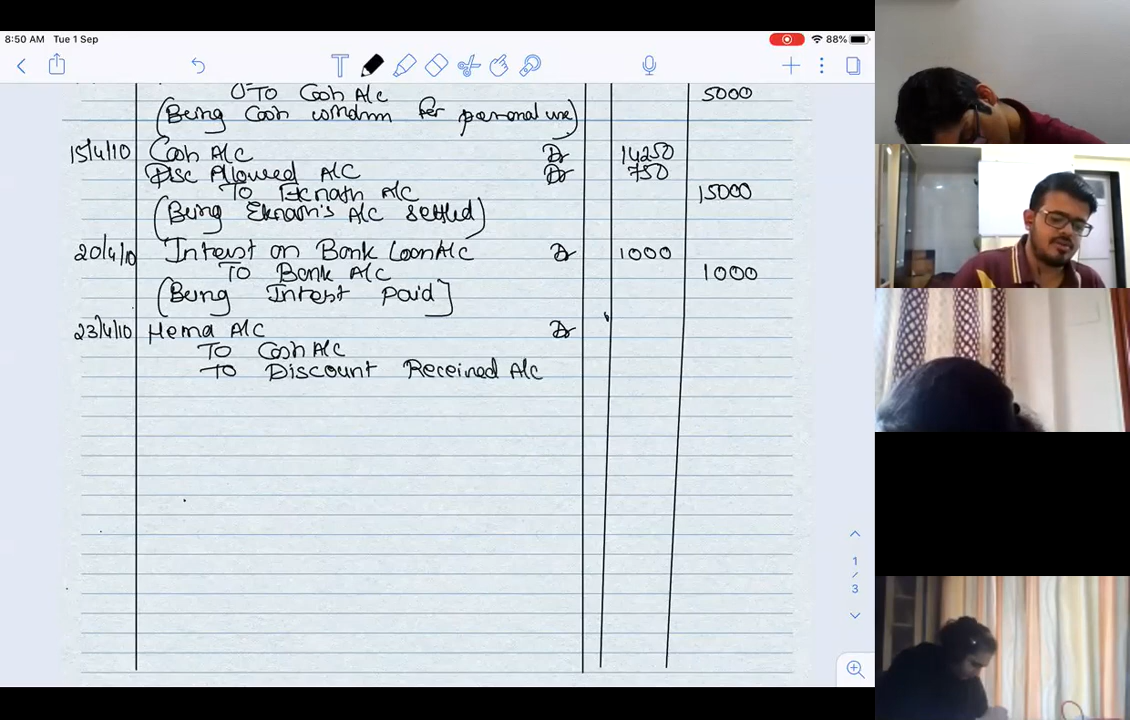 8:50 AM Tue 1 Sep
88%
To Cash A/c 5000
(Being Cash withdrn for personal use)
15/4/10 Cash A/C Dr 14250
Disc Allowed A/C Dr 750
To Eknath A/C 15000
(Being Eknath's A/C settled)
20/4/10 Interest on Bank Loan A/C Dr 1000
To Bank A/C 1000
(Being Interest Paid]
23/4/10 Hema A/C Dr
To Cash A/C
To Discount Received A/C
1
/
3